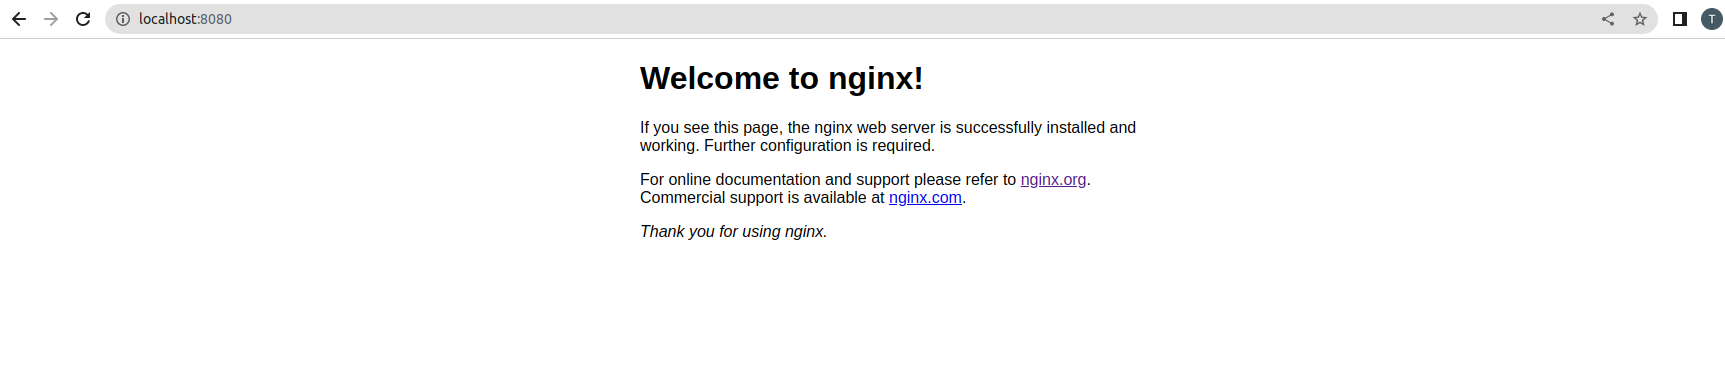 localhost:8080
T
Welcome to nginx!
If you see this page, the nginx web server is successfully installed and
working. Further configuration is required.
For online documentation and support please refer to nginx.org.
Commercial support is available at nginx.com.
Thank you for using nginx.